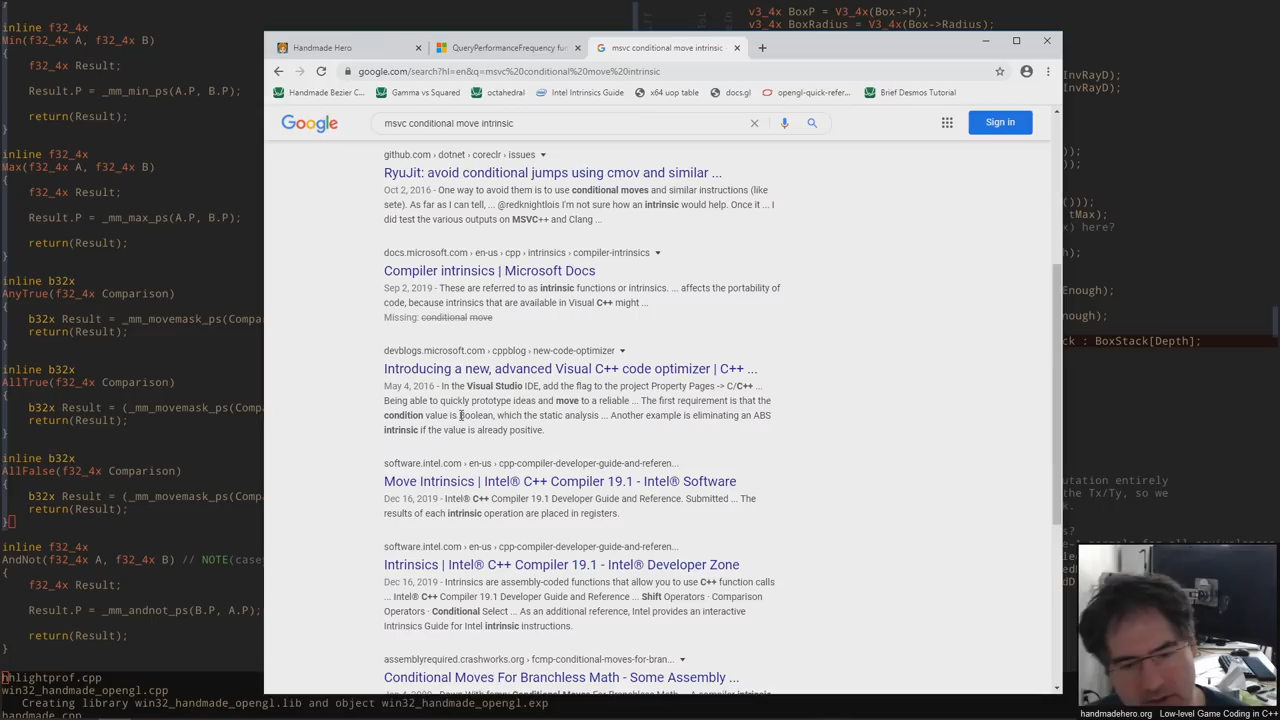 inline f32_4x
Min(f32_4x A, f32_4x B)
{
f32_4x Result;
Result.P = _mm_min_ps(A.P, B.P);
return(Result);
}
inline f32_4x
Max(f32_4x A, f32_4x B)
{
f32_4x Result;
Result.P = _mm_max_ps(A.P, B.P);
return(Result);
}
inline b32x
AnyTrue(f32_4x Comparison)
{
b32x Result = _mm_movemask_ps(Compa
return(Result);
}
inline b32x
AllTrue(f32_4x Comparison)
{
b32x Result = (_mm_movemask_ps(Comp
return(Result);
}
inline b32x
AllFalse(f32_4x Comparison)
{
b32x Result = (_mm_movemask_ps(Comp
return(Result);
}
inline f32_4x
AndNot(f32_4x A, f32_4x B) // NOTE(case
{
f32_4x Result;
Result.P = _mm_andnot_ps(B.P, A.P);
return(Result);
}
hhlightprof.cpp
win32_handmade_opengl.cpp
Creating library win32_handmade_opengl.lib and object win32_handmade_opengl.exp
handmade.cpp
v3_4x BoxP = V3_4x(Box->P);
v3_4x BoxRadius = V3_4x(Box->Radius);
InvRayD);
InvRayD);
));
));
()));
tMax);
x) here?
Enough);
ough);
ck : BoxStack[Depth];
utation entirely
the Tx/Ty, so we
k.
s?
Handmade Hero
QueryPerformanceFrequency fu
msvc conditional move intrinsic
google.com/search?hl=en&q=msvc%20conditional%20move%20intrinsic
Handmade Bezier C...
Gamma vs Squared
octahedral
Intel Intrinsics Guide
x64 uop table
docs.gl
opengl-quick-refer...
Brief Desmos Tutorial
Google
msvc conditional move intrinsic
Sign in
github.com › dotnet › coreclr › issues
RyuJit: avoid conditional jumps using cmov and similar ...
Oct 2, 2016 - One way to avoid them is to use conditional moves and similar instructions (like
sete). As far as I can tell, ... @redknightlois I'm not sure how an intrinsic would help. Once it ... I
did test the various outputs on MSVC++ and Clang ...
docs.microsoft.com › en-us › cpp › intrinsics › compiler-intrinsics
Compiler intrinsics | Microsoft Docs
Sep 2, 2019 - These are referred to as intrinsic functions or intrinsics. ... affects the portability of
code, because intrinsics that are available in Visual C++ might ...
Missing: conditional move
devblogs.microsoft.com › cppblog › new-code-optimizer
Introducing a new, advanced Visual C++ code optimizer | C++ ...
May 4, 2016 - In the Visual Studio IDE, add the flag to the project Property Pages -> C/C++ ...
Being able to quickly prototype ideas and move to a reliable ... The first requirement is that the
condition value is Boolean, which the static analysis ... Another example is eliminating an ABS
intrinsic if the value is already positive.
software.intel.com › en-us › cpp-compiler-developer-guide-and-referen...
Move Intrinsics | Intel® C++ Compiler 19.1 - Intel® Software
Dec 16, 2019 - Intel® C++ Compiler 19.1 Developer Guide and Reference. Submitted ... The
results of each intrinsic operation are placed in registers.
software.intel.com › en-us › cpp-compiler-developer-guide-and-referen...
Intrinsics | Intel® C++ Compiler 19.1 - Intel® Developer Zone
Dec 16, 2019 - Intrinsics are assembly-coded functions that allow you to use C++ function calls
... Intel® C++ Compiler 19.1 Developer Guide and Reference ... Shift Operators · Comparison
Operators · Conditional Select ... As an additional reference, Intel provides an interactive
Intrinsics Guide for Intel intrinsic instructions.
assemblyrequired.crashworks.org › fcmp-conditional-moves-for-bran...
Conditional Moves For Branchless Math - Some Assembly ...
handmadehero.org Low-level Game Coding in C++